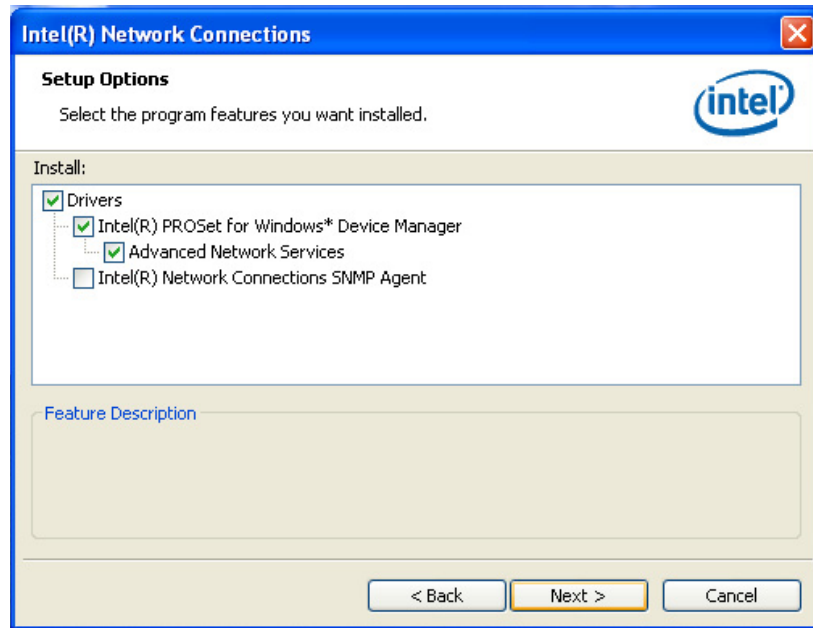 Intel(R) Network Connections
Setup Options
Select the program features you want installed.
intel
Install:
Drivers
Intel(R) PROSet for Windows* Device Manager
Advanced Network Services
Intel(R) Network Connections SNMP Agent
Feature Description
< Back
Next >
Cancel